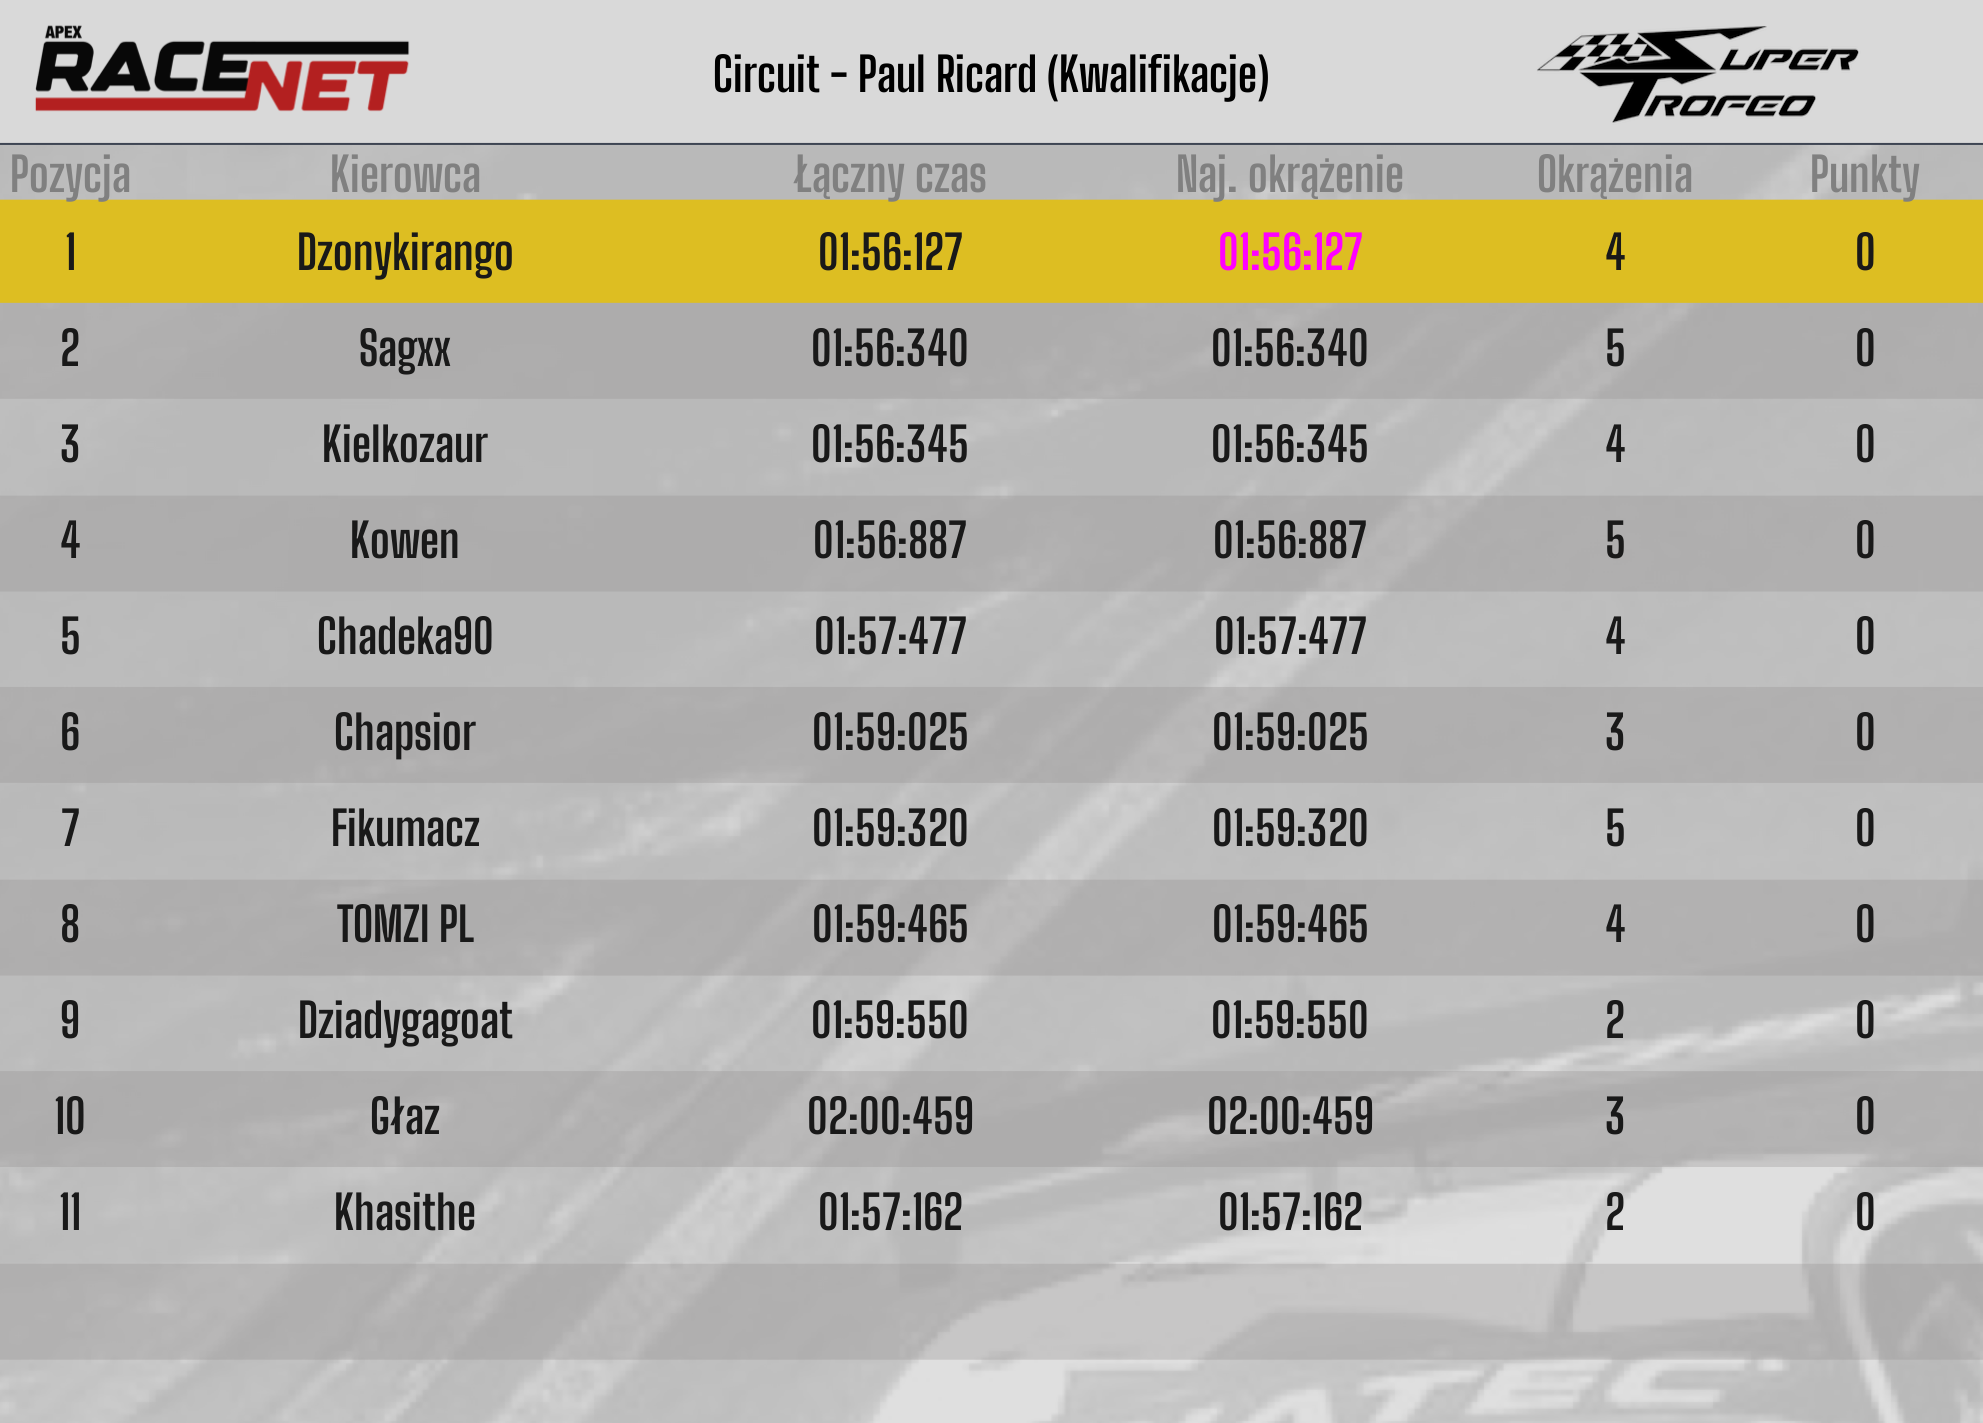 APEX
RACENET
Circuit - Paul Ricard (Kwalifikacje)
SUPER
TROFEO
Pozycja Kierowca Łączny czas Naj. okrążenie Okrążenia Punkty
1 Dzonykirango 01:56:127 01:56:127 4 0
2 Sagxx 01:56:340 01:56:340 5 0
3 Kielkozaur 01:56:345 01:56:345 4 0
4 Kowen 01:56:887 01:56:887 5 0
5 Chadeka90 01:57:477 01:57:477 4 0
6 Chapsior 01:59:025 01:59:025 3 0
7 Fikumacz 01:59:320 01:59:320 5 0
8 TOMZI PL 01:59:465 01:59:465 4 0
9 Dziadygagoat 01:59:550 01:59:550 2 0
10 Głaz 02:00:459 02:00:459 3 0
11 Khasithe 01:57:162 01:57:162 2 0